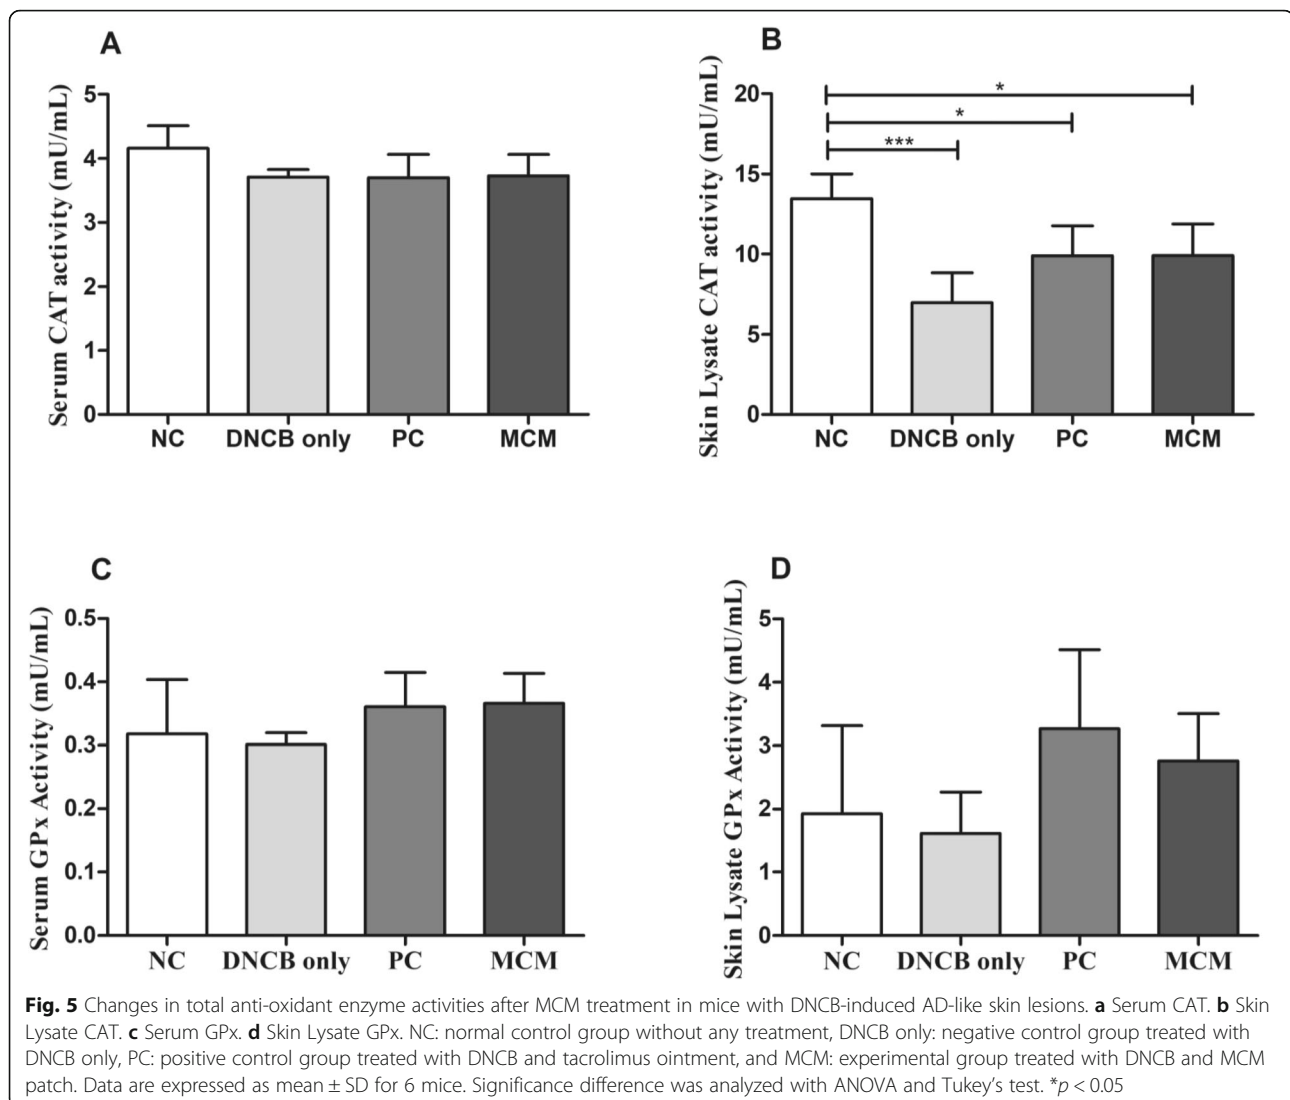 A
Serum CAT activity (mU/mL)
5
4
3
2
1
0
NC DNCB only PC MCM
B
Skin Lysate CAT activity (mU/mL)
20
15
10
5
0
*
*
***
NC DNCB only PC MCM
C
Serum GPx Activity (mU/mL)
0.5
0.4
0.3
0.2
0.1
0.0
NC DNCB only PC MCM
D
Skin Lysate GPx Activity (mU/mL)
5
4
3
2
1
0
NC DNCB only PC MCM
Fig. 5 Changes in total anti-oxidant enzyme activities after MCM treatment in mice with DNCB-induced AD-like skin lesions. a Serum CAT. b Skin
Lysate CAT. c Serum GPx. d Skin Lysate GPx. NC: normal control group without any treatment, DNCB only: negative control group treated with
DNCB only, PC: positive control group treated with DNCB and tacrolimus ointment, and MCM: experimental group treated with DNCB and MCM
patch. Data are expressed as mean ± SD for 6 mice. Significance difference was analyzed with ANOVA and Tukey's test. *p < 0.05